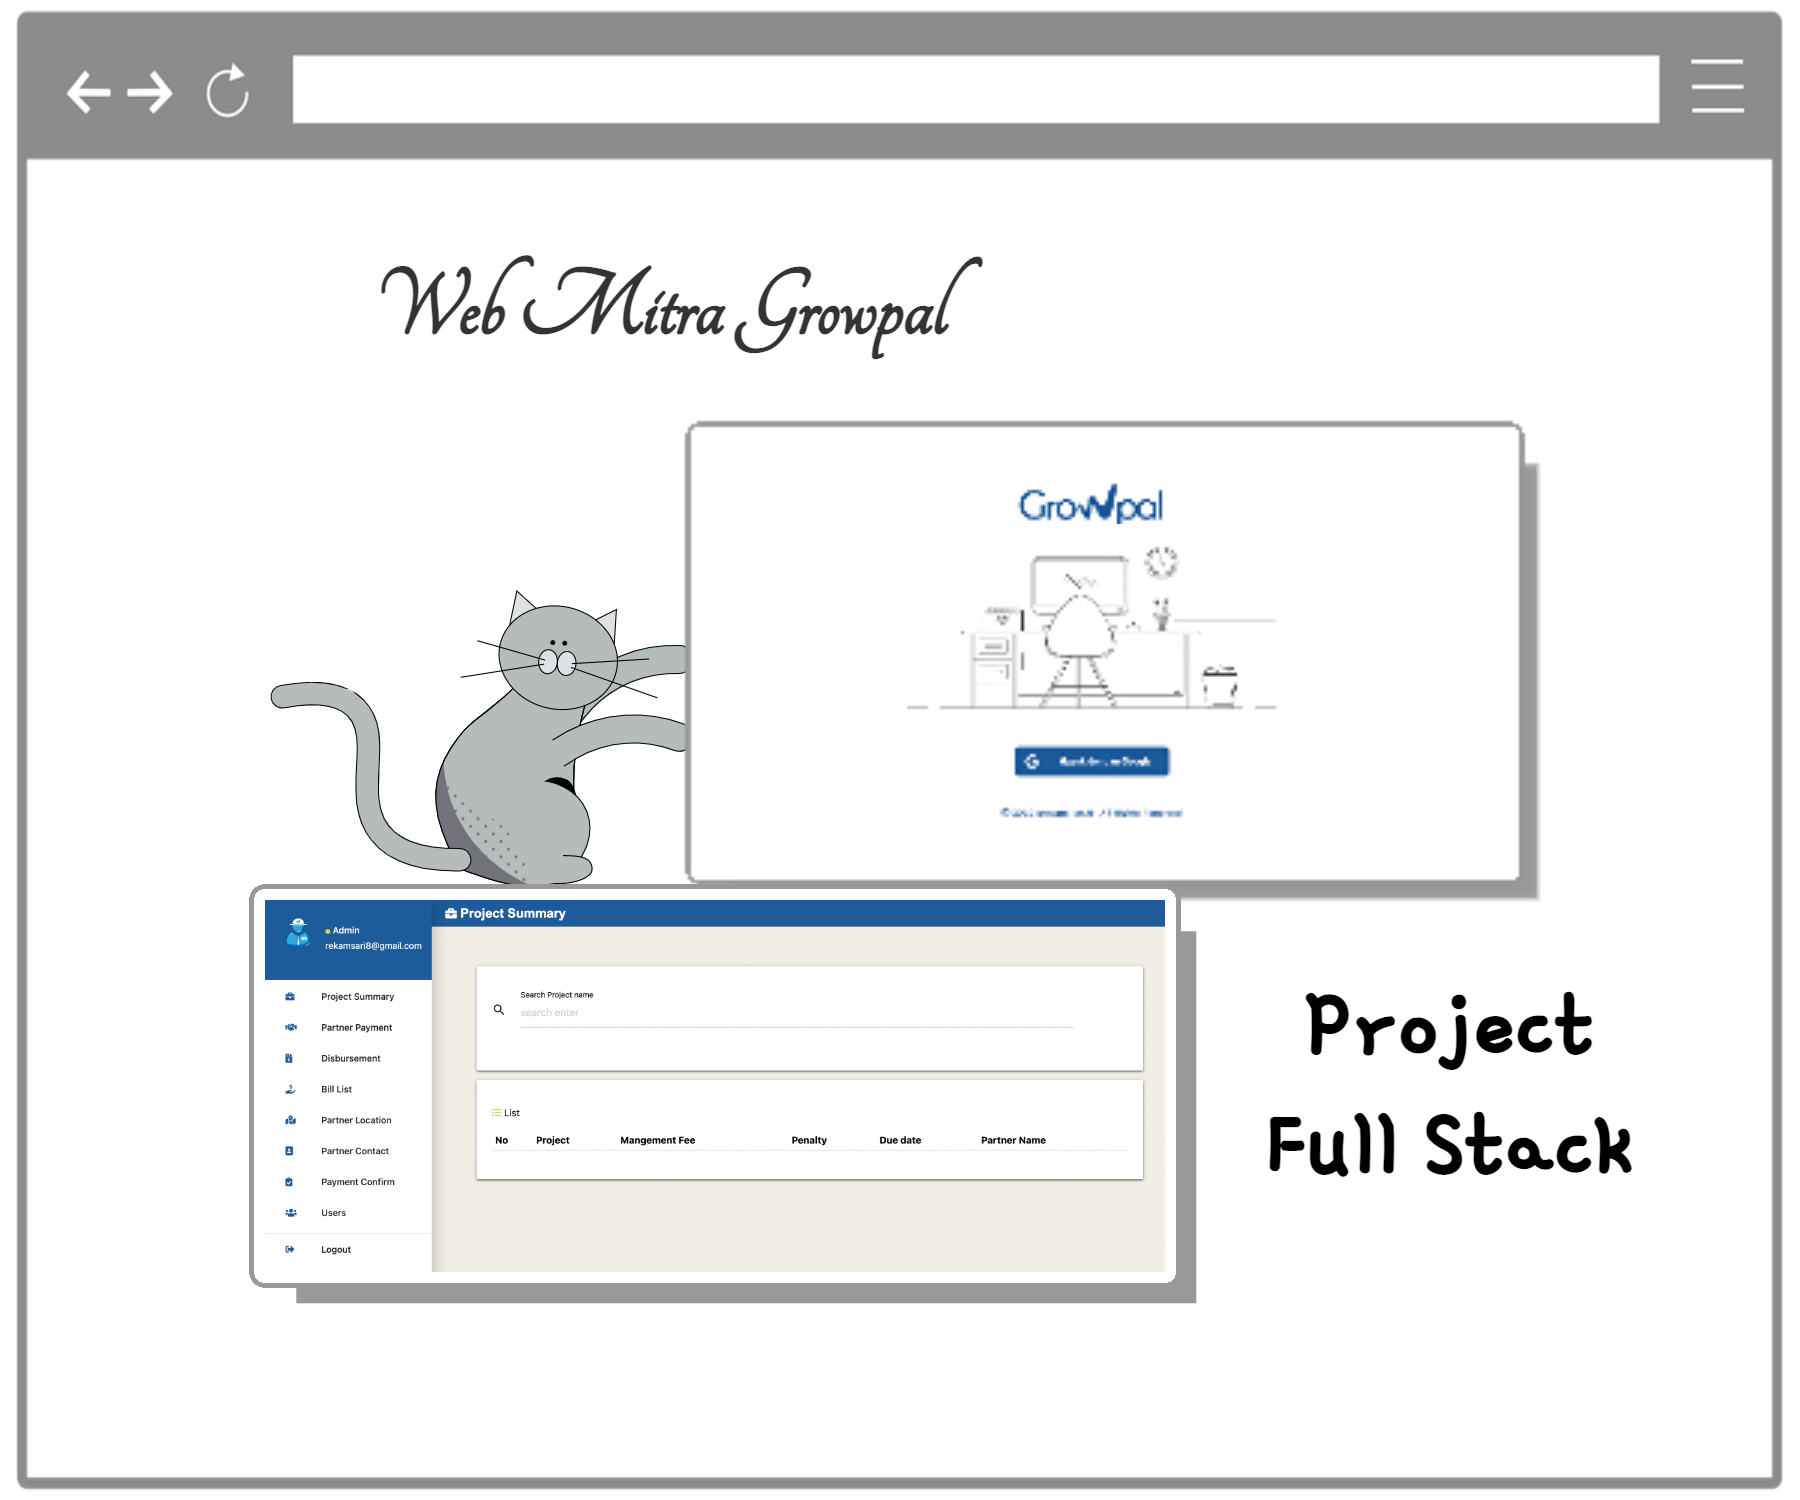 Web Mitra Growpal
GroWpal
Project Summary
Admin
rekamsari8@gmail.com
Project Summary
Partner Payment
Disbursement
Bill List
Partner Location
Partner Contact
Payment Confirm
Users
Logout
Search Project name
search enter
List
No Project Mangement Fee Penalty Due date Partner Name
Project
Full Stack